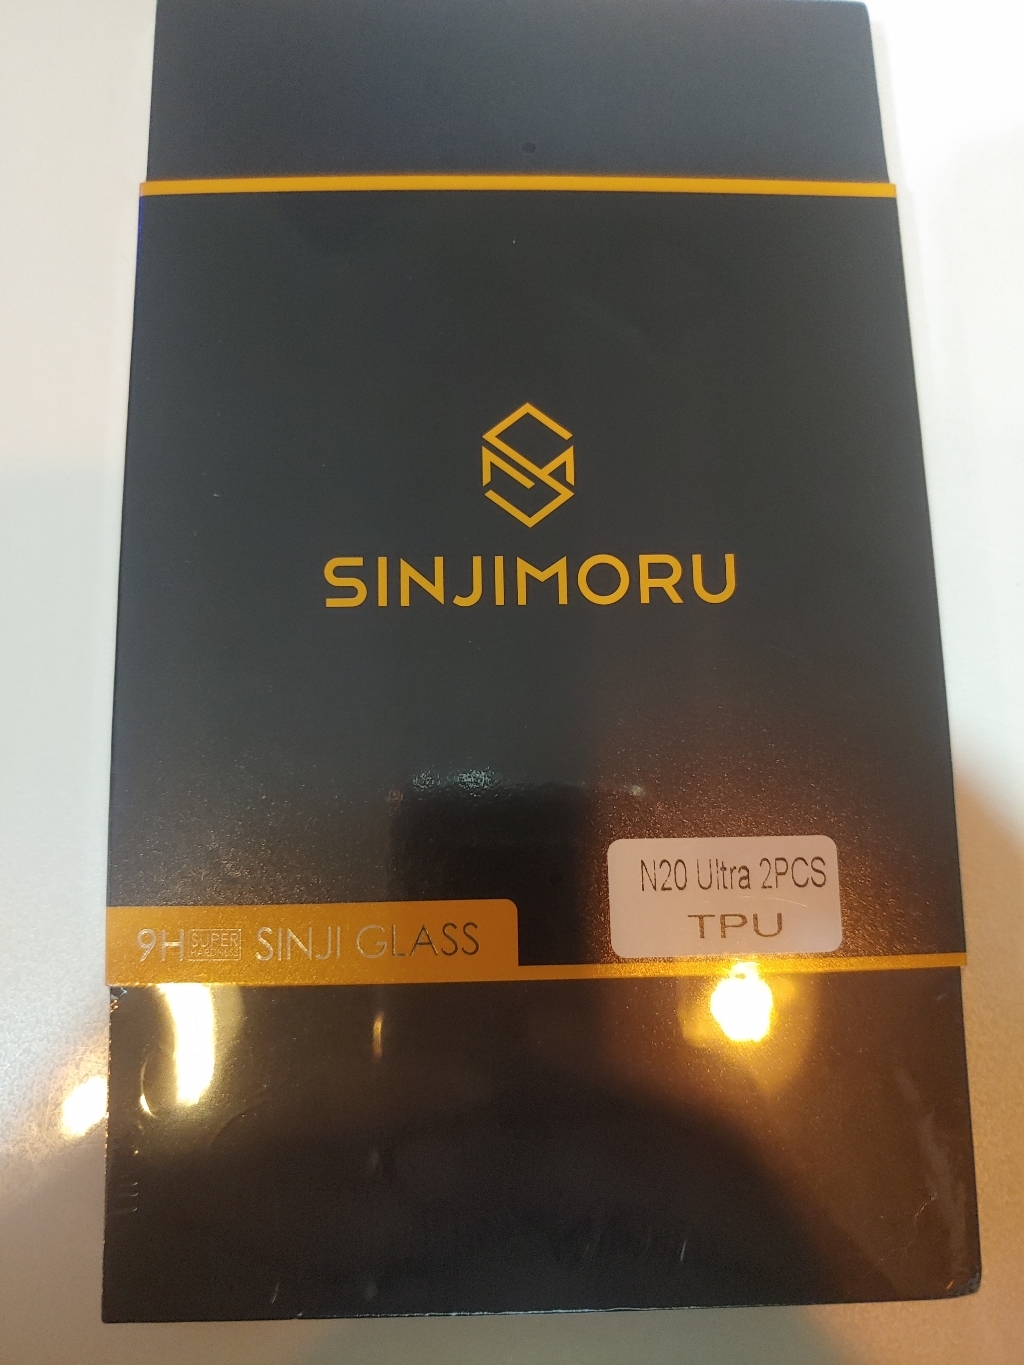 SINJIMORU
N20 Ultra 2PCS
TPU
9H SUPER HARDNESS SINJI GLASS